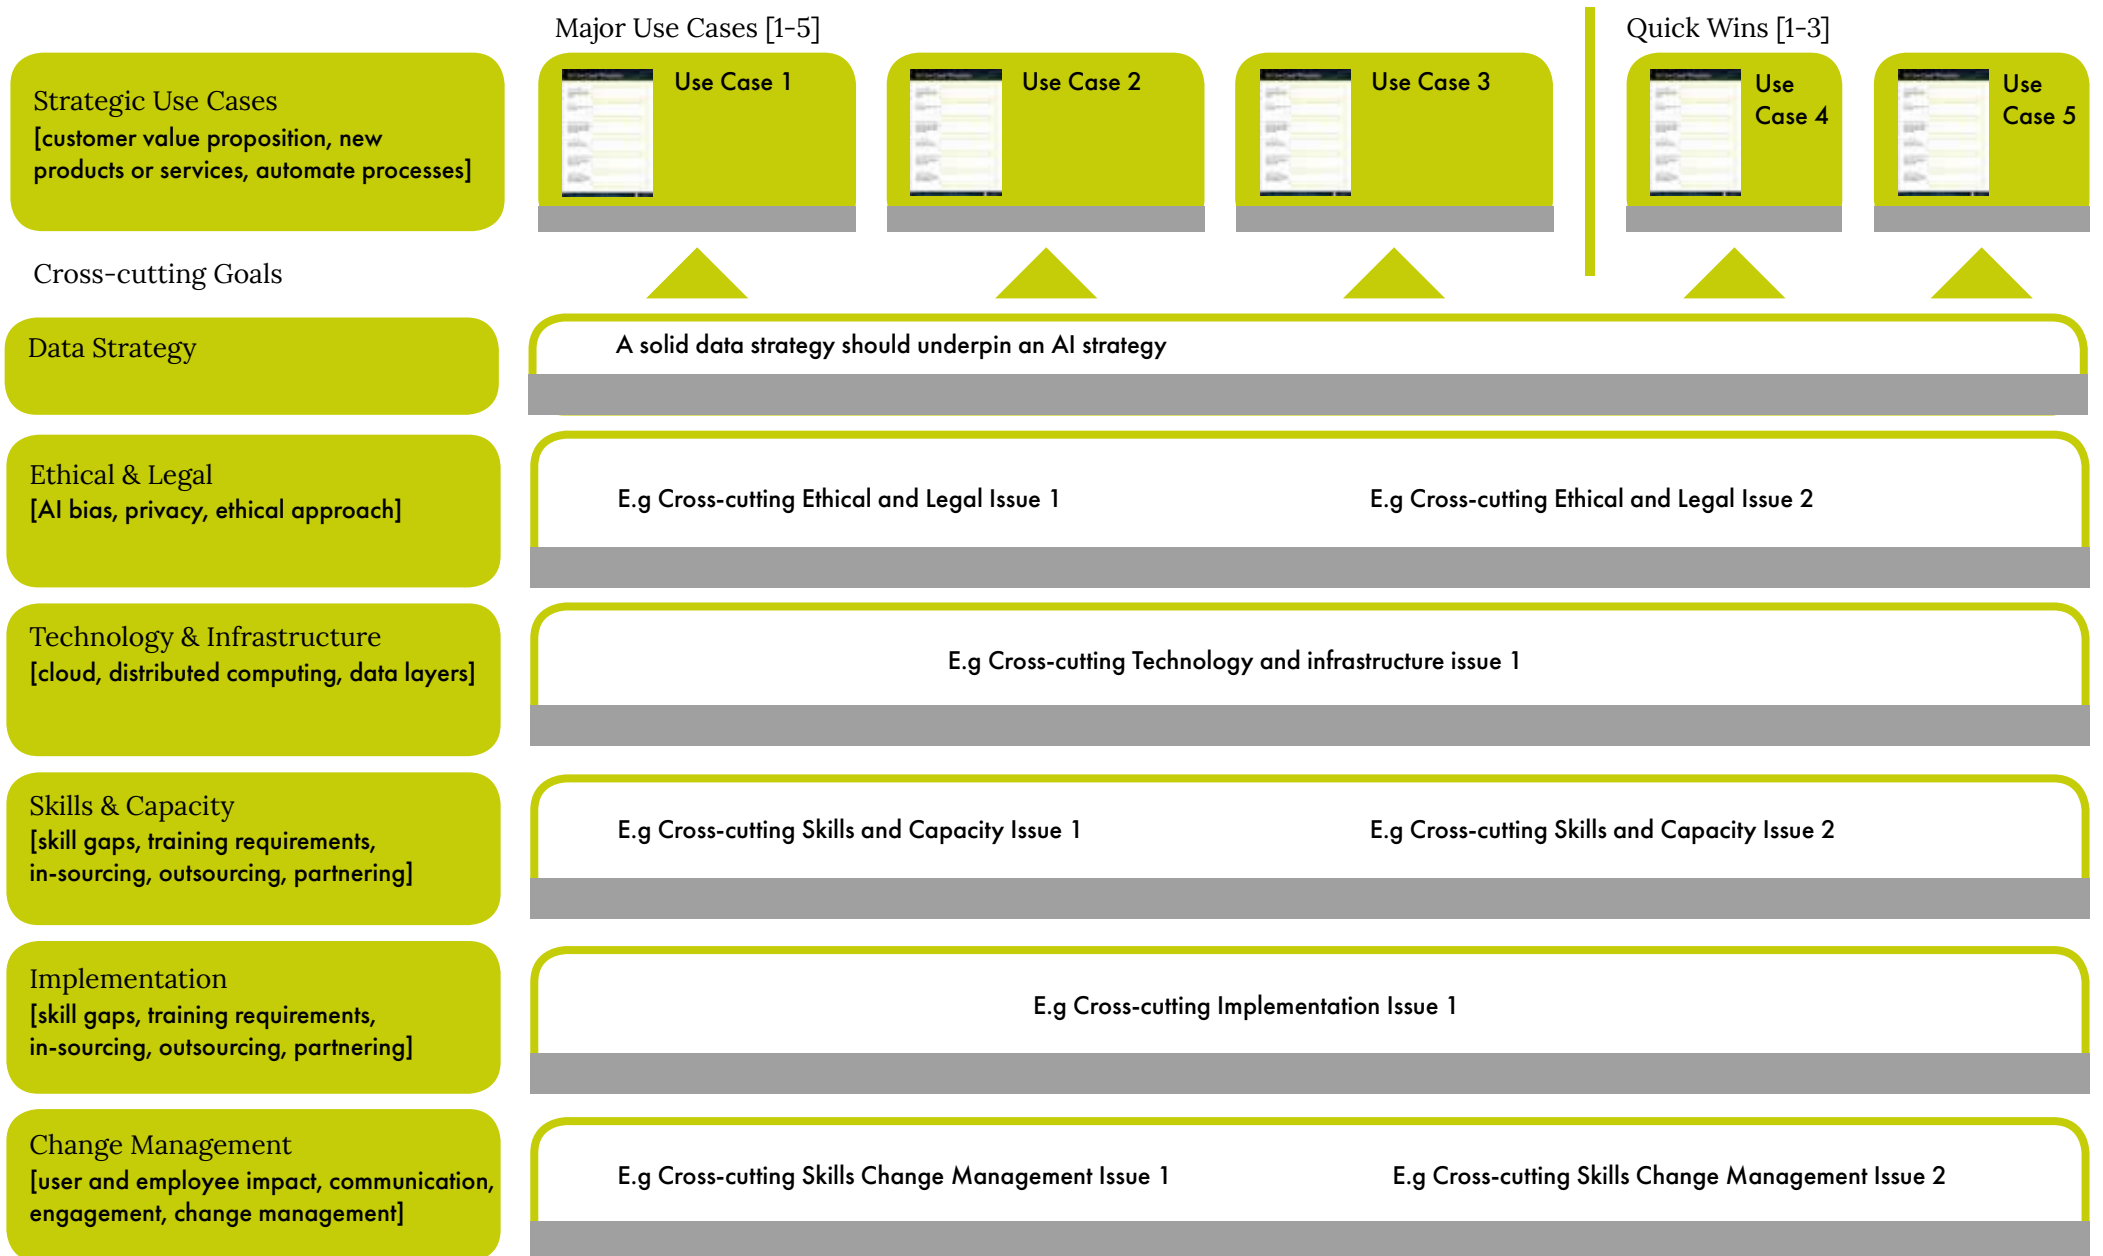 Major Use Cases [1-5]
Quick Wins [1-3]
Strategic Use Cases
[customer value proposition, new
products or services, automate processes]
Use Case 1
Use Case 2
Use Case 3
Use
Case 4
Use
Case 5
Cross-cutting Goals
Data Strategy
A solid data strategy should underpin an AI strategy
Ethical & Legal
[AI bias, privacy, ethical approach]
E.g Cross-cutting Ethical and Legal Issue 1
E.g Cross-cutting Ethical and Legal Issue 2
Technology & Infrastructure
[cloud, distributed computing, data layers]
E.g Cross-cutting Technology and infrastructure issue 1
Skills & Capacity
[skill gaps, training requirements,
in-sourcing, outsourcing, partnering]
E.g Cross-cutting Skills and Capacity Issue 1
E.g Cross-cutting Skills and Capacity Issue 2
Implementation
[skill gaps, training requirements,
in-sourcing, outsourcing, partnering]
E.g Cross-cutting Implementation Issue 1
Change Management
[user and employee impact, communication,
engagement, change management]
E.g Cross-cutting Skills Change Management Issue 1
E.g Cross-cutting Skills Change Management Issue 2